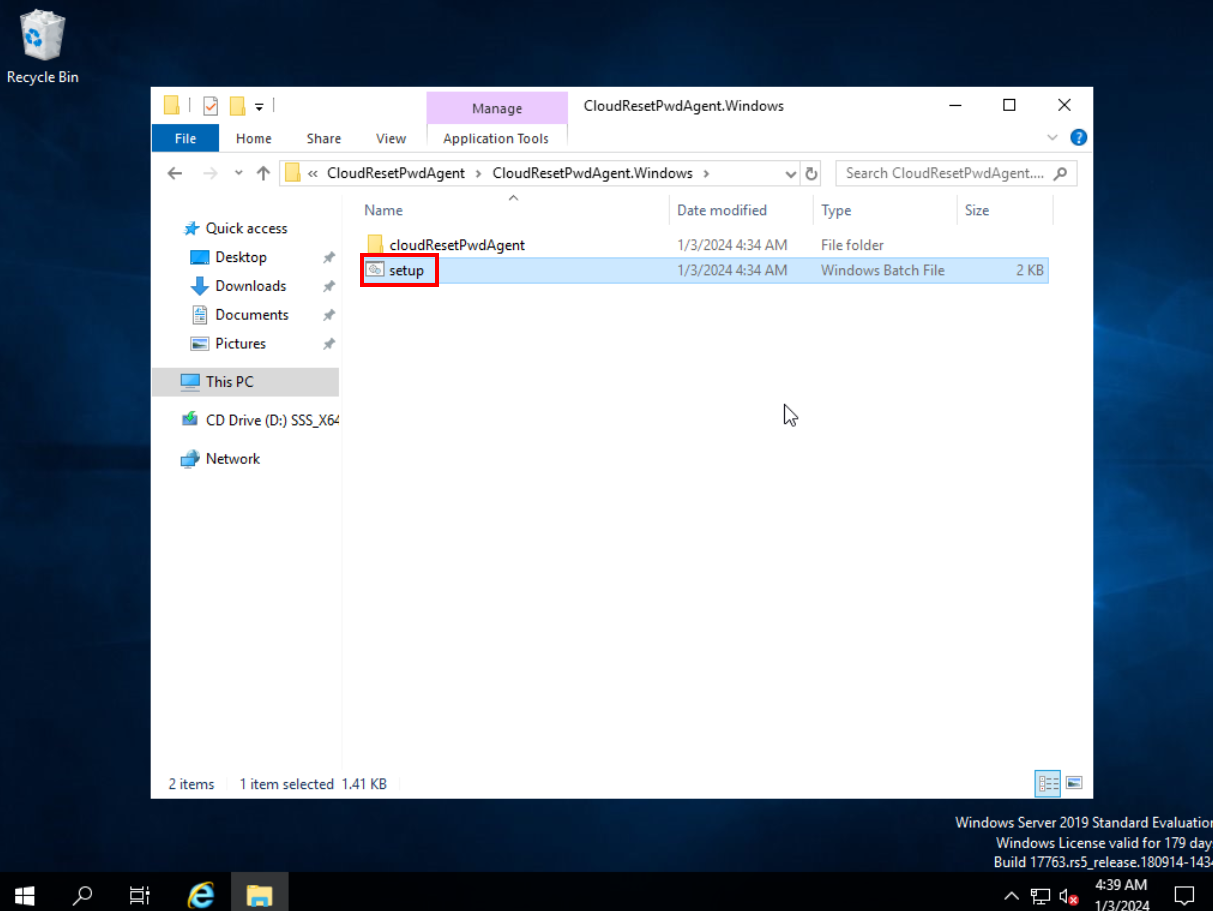 Recycle Bin
Manage
CloudResetPwdAgent.Windows
File
Home
Share
View
Application Tools
?
« CloudResetPwdAgent › CloudResetPwdAgent.Windows ›
Search CloudResetPwdAgent....
Name
Date modified
Type
Size
Quick access
Desktop
Downloads
Documents
Pictures
This PC
CD Drive (D:) SSS_X64
Network
cloudResetPwdAgent
1/3/2024 4:34 AM
File folder
setup
1/3/2024 4:34 AM
Windows Batch File
2 KB
2 items
1 item selected 1.41 KB
Windows Server 2019 Standard Evaluation
Windows License valid for 179 day
Build 17763.rs5_release.180914-1434
4:39 AM
1/3/2024